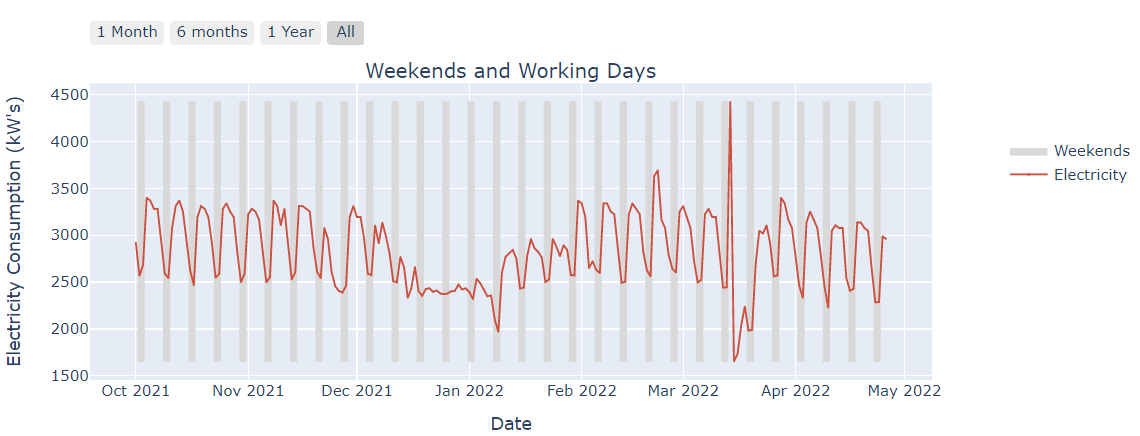 1 Month 6 months 1 Year All
Weekends and Working Days
Electricity Consumption (kW's)
4500
4000
3500
3000
2500
2000
1500
Oct 2021 Nov 2021 Dec 2021 Jan 2022 Feb 2022 Mar 2022 Apr 2022 May 2022
Date
Weekends
Electricity